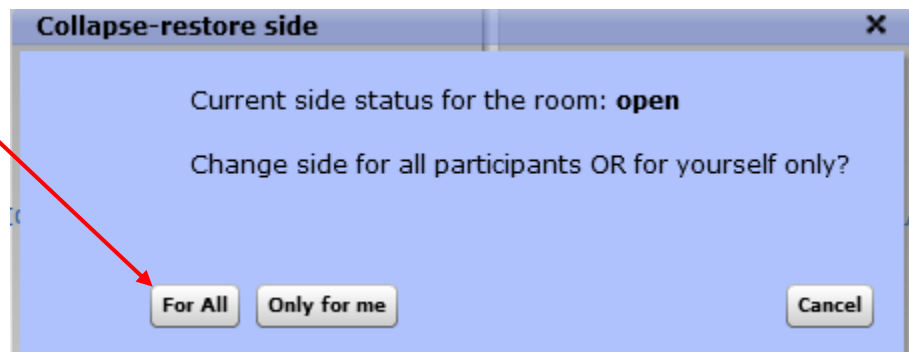 Collapse-restore side
Current side status for the room: open
Change side for all participants OR for yourself only?
For All Only for me Cancel